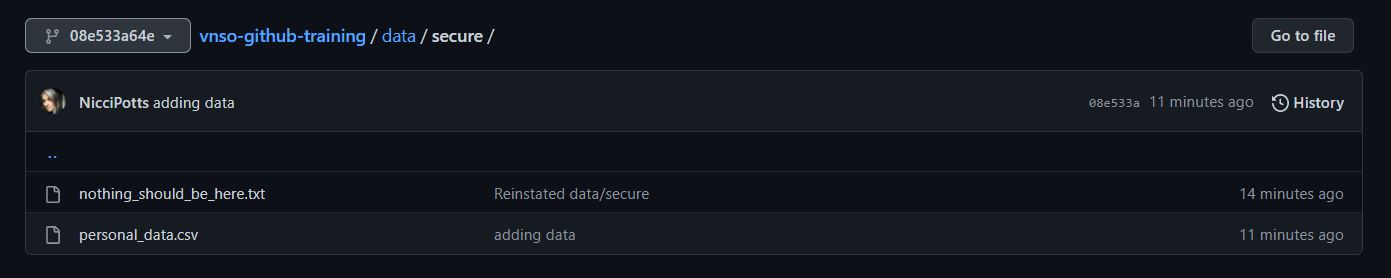 08e533a64e vnso-github-training / data / secure / Go to file
NicciPotts adding data 08e533a 11 minutes ago History
..
nothing_should_be_here.txt Reinstated data/secure 14 minutes ago
personal_data.csv adding data 11 minutes ago